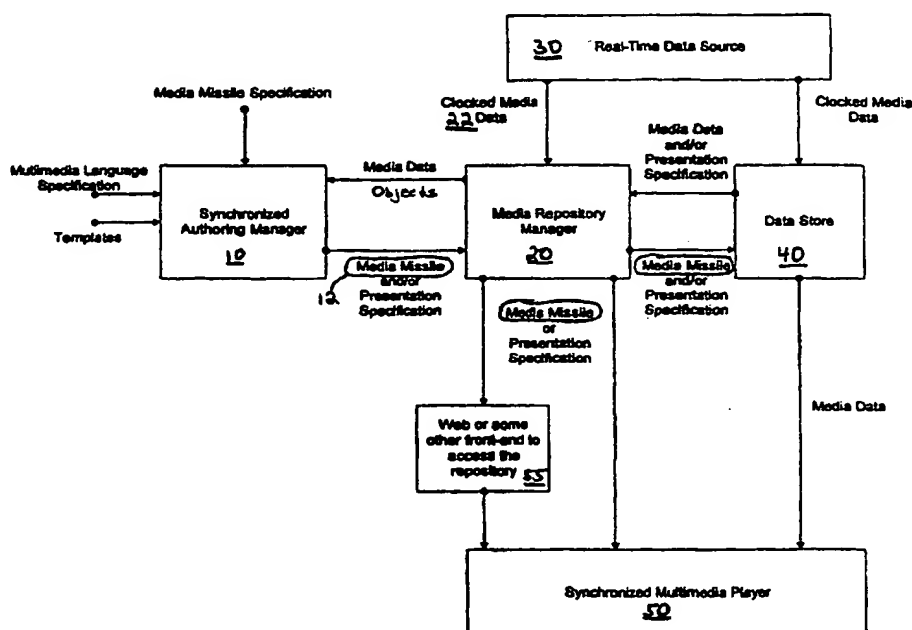 30 Real-Time Data Source
Media Missile Specification
Clocked Media
22 Data
Clocked Media
Data
Media Data
and/or
Presentation
Specification
Mutimedia Language
Specification
Media Data
Objects
Templates
Synchronized
Authoring Manager
10
Media Repository
Manager
20
Data Store
40
12
Media Missile
and/or
Presentation
Specification
Media Missile
and/or
Presentation
Specification
Media Missile
or
Presentation
Specification
Media Data
Web or some
other front-end to
access the
repository 55
Synchronized Multimedia Player
50